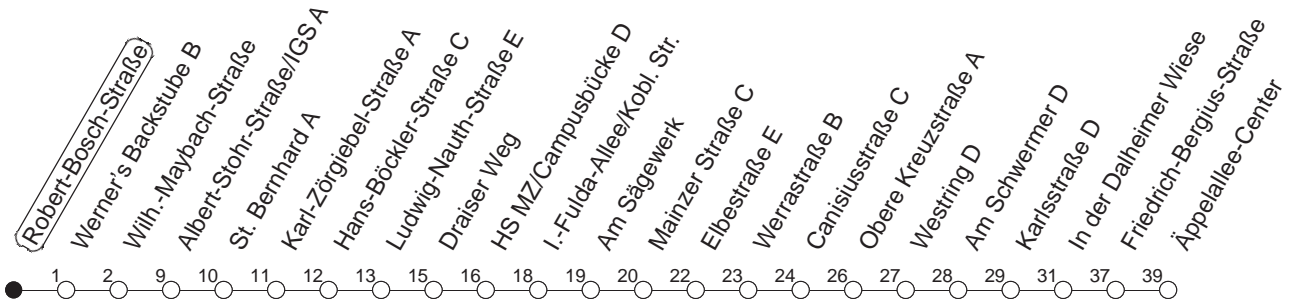 Robert-Bosch-Straße
Werner's Backstube B
Wilh.-Maybach-Straße
Albert-Stohr-Straße/IGS A
St. Bernhard A
Karl-Zörgiebel-Straße A
Hans-Böckler-Straße C
Ludwig-Nauth-Straße E
Draiser Weg
HS MZ/Campusbücke D
I.-Fulda-Allee/Kobl. Str.
Am Sägewerk
Mainzer Straße C
Elbestraße E
Werrastraße B
Canisiusstraße C
Obere Kreuzstraße A
Westring D
Am Schwermer D
Karlsstraße D
In der Dalheimer Wiese
Friedrich-Bergius-Straße
Äppelallee-Center
1 2 9 10 11 12 13 15 16 18 19 20 22 23 24 26 27 28 29 31 37 39